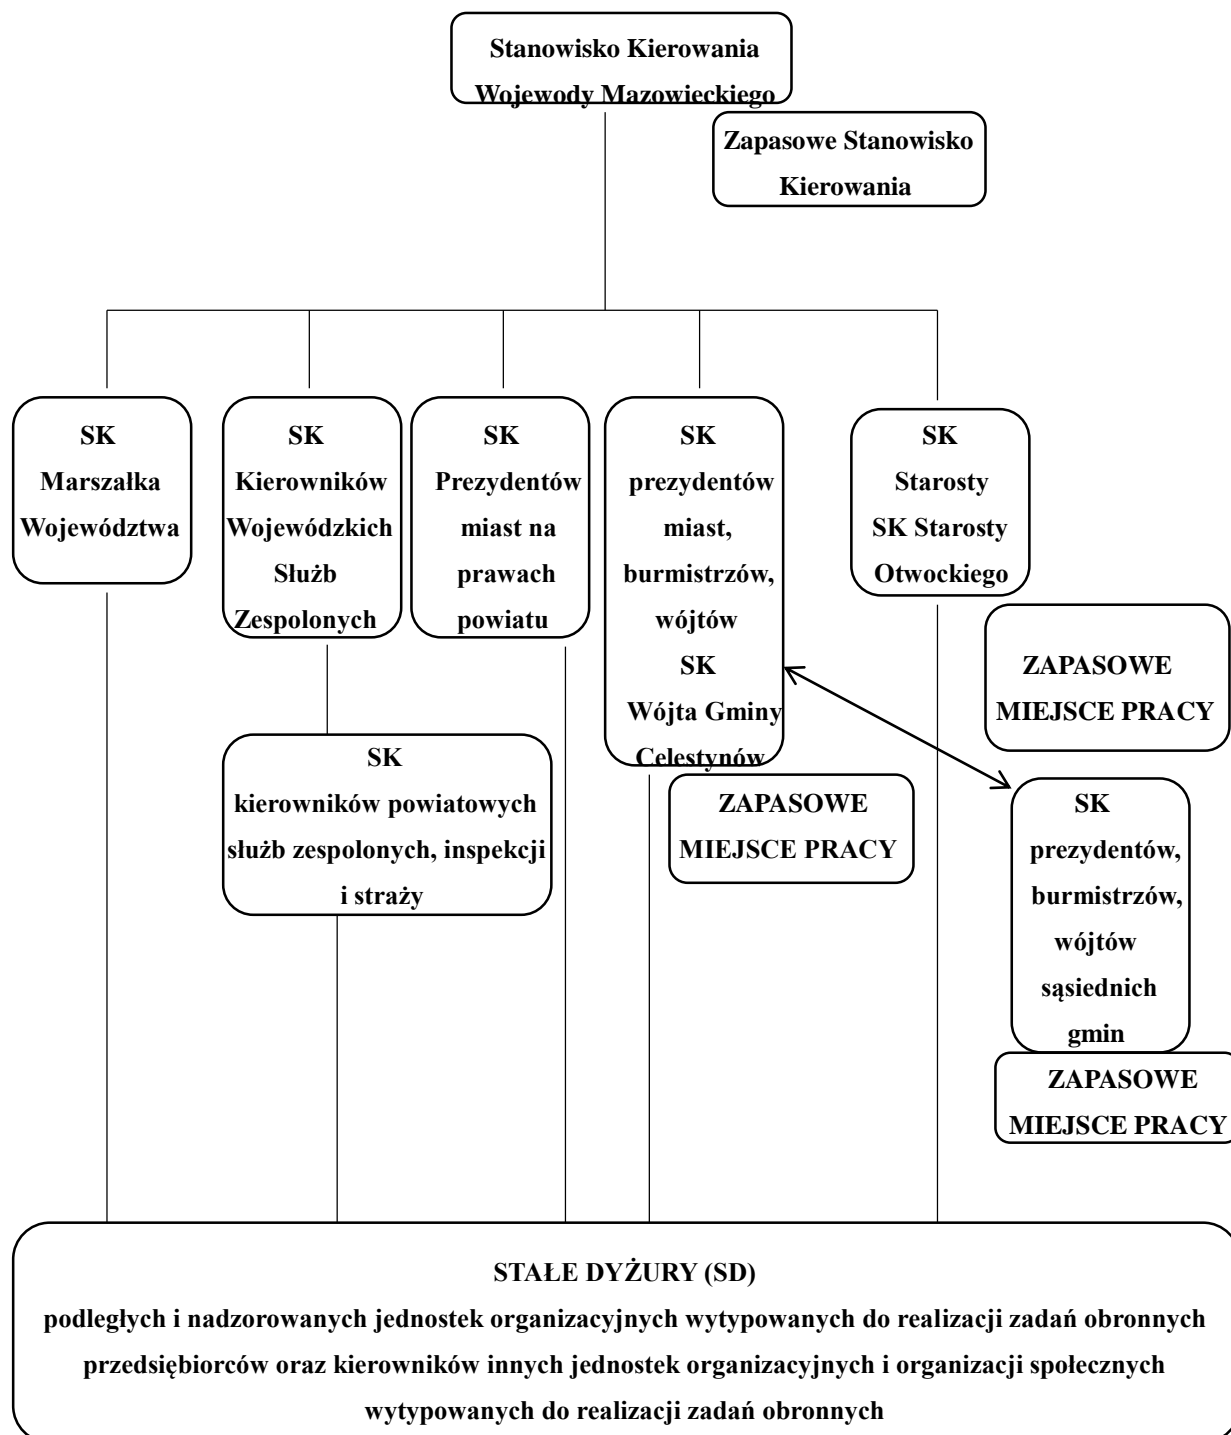 Stanowisko Kierowania
Wojewody Mazowieckiego
Zapasowe Stanowisko
Kierowania
SK
Marszałka
Województwa
SK
Kierowników
Wojewódzkich
Służb
Zespolonych
SK
Prezydentów
miast na
prawach
powiatu
SK
prezydentów
miast,
burmistrzów,
wójtów
SK
Wójta Gminy
Celestynów
SK
Starosty
SK Starosty
Otwockiego
ZAPASOWE
MIEJSCE PRACY
SK
kierowników powiatowych
służb zespolonych, inspekcji
i straży
ZAPASOWE
MIEJSCE PRACY
SK
prezydentów,
burmistrzów,
wójtów
sąsiednich
gmin
ZAPASOWE
MIEJSCE PRACY
STAŁE DYŻURY (SD)
podległych i nadzorowanych jednostek organizacyjnych wytypowanych do realizacji zadań obronnych
przedsiębiorców oraz kierowników innych jednostek organizacyjnych i organizacji społecznych
wytypowanych do realizacji zadań obronnych